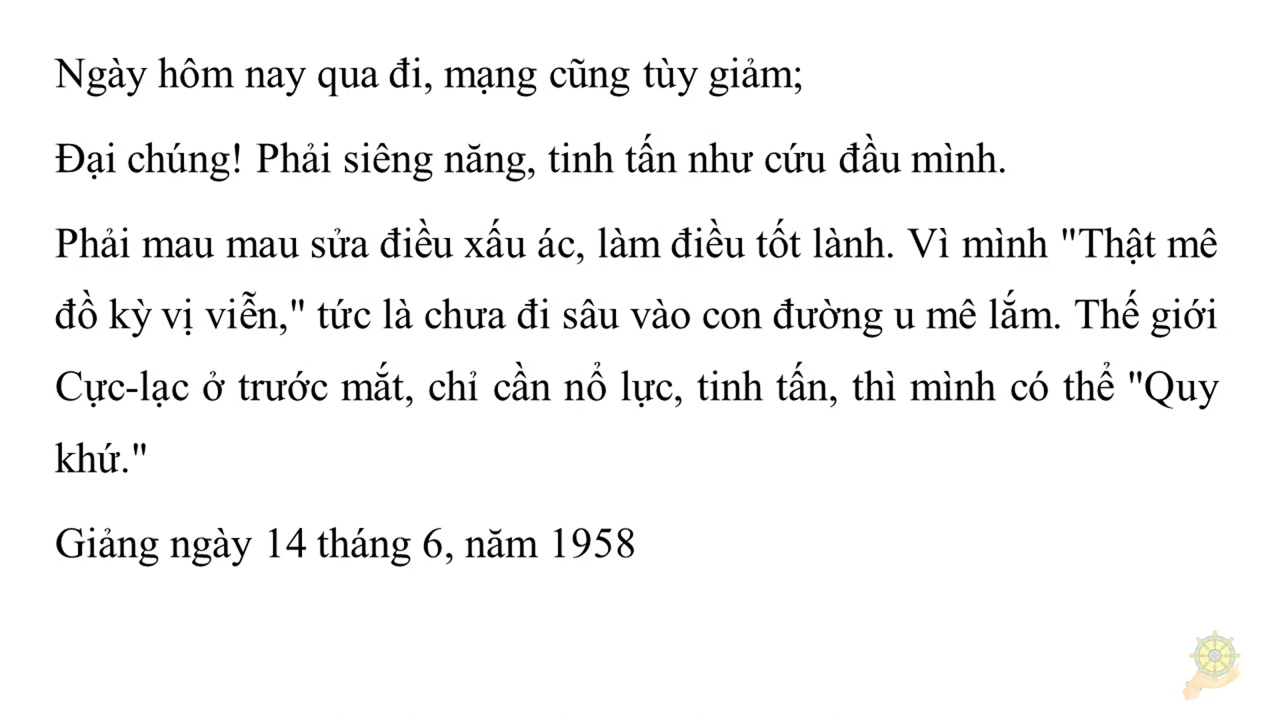 Ngày hôm nay qua đi, mạng cũng tùy giảm;
Đại chúng! Phải siêng năng, tinh tấn như cứu đầu mình.
Phải mau mau sửa điều xấu ác, làm điều tốt lành. Vì mình "Thật mê
đồ kỳ vị viễn," tức là chưa đi sâu vào con đường u mê lắm. Thế giới
Cực-lạc ở trước mắt, chỉ cần nổ lực, tinh tấn, thì mình có thể "Quy
khứ."
Giảng ngày 14 tháng 6, năm 1958